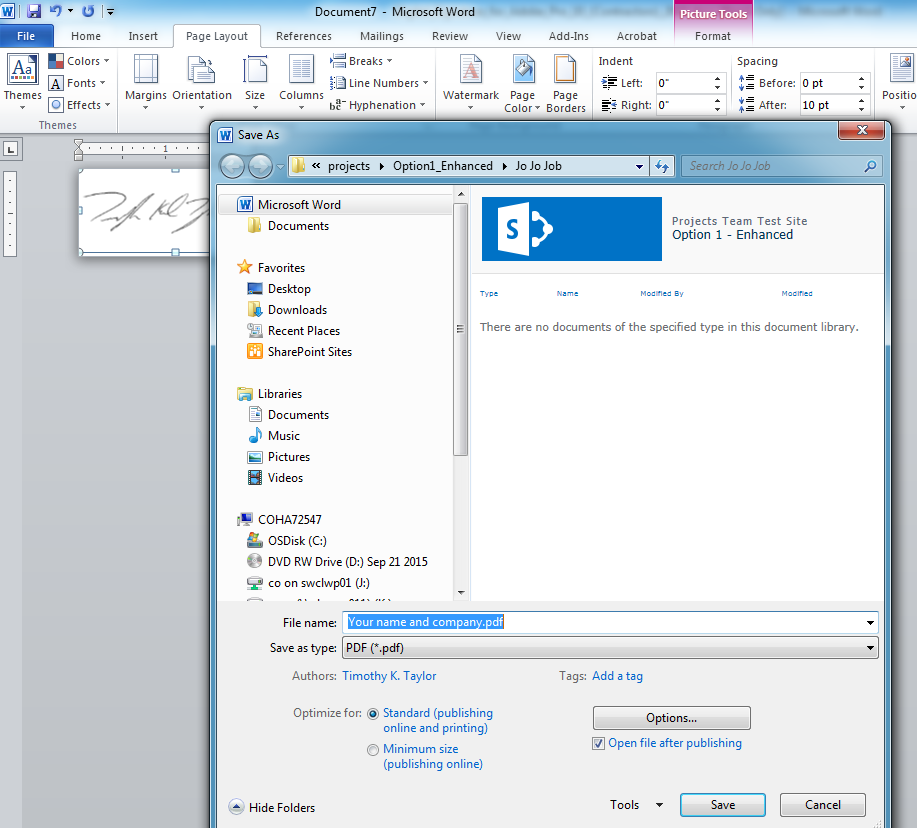 Document7 - Microsoft Word
Picture Tools
File Home Insert Page Layout References Mailings Review View Add-Ins Acrobat Format
Aa Colors Margins Orientation Size Columns Breaks Watermark Page Color Page Borders Indent Spacing
Themes Fonts Line Numbers Left: 0" Before: 0 pt
Effects Hyphenation Right: 0" After: 10 pt
Themes
Save As
« projects Option1_Enhanced Jo Jo Job Search Jo Jo Job
1
Microsoft Word
Documents
Favorites
Desktop
Downloads
Recent Places
SharePoint Sites
Libraries
Documents
Music
Pictures
Videos
COHA72547
OSDisk (C:)
DVD RW Drive (D:) Sep 21 2015
co on swclwp01 (J:)
S
Projects Team Test Site
Option 1 - Enhanced
Type Name Modified By Modified
There are no documents of the specified type in this document library.
File name: Your name and company.pdf
Save as type: PDF (*.pdf)
Authors: Timothy K. Taylor Tags: Add a tag
Optimize for: Standard (publishing
online and printing)
Minimum size
(publishing online)
Options...
Open file after publishing
Hide Folders Tools Save Cancel